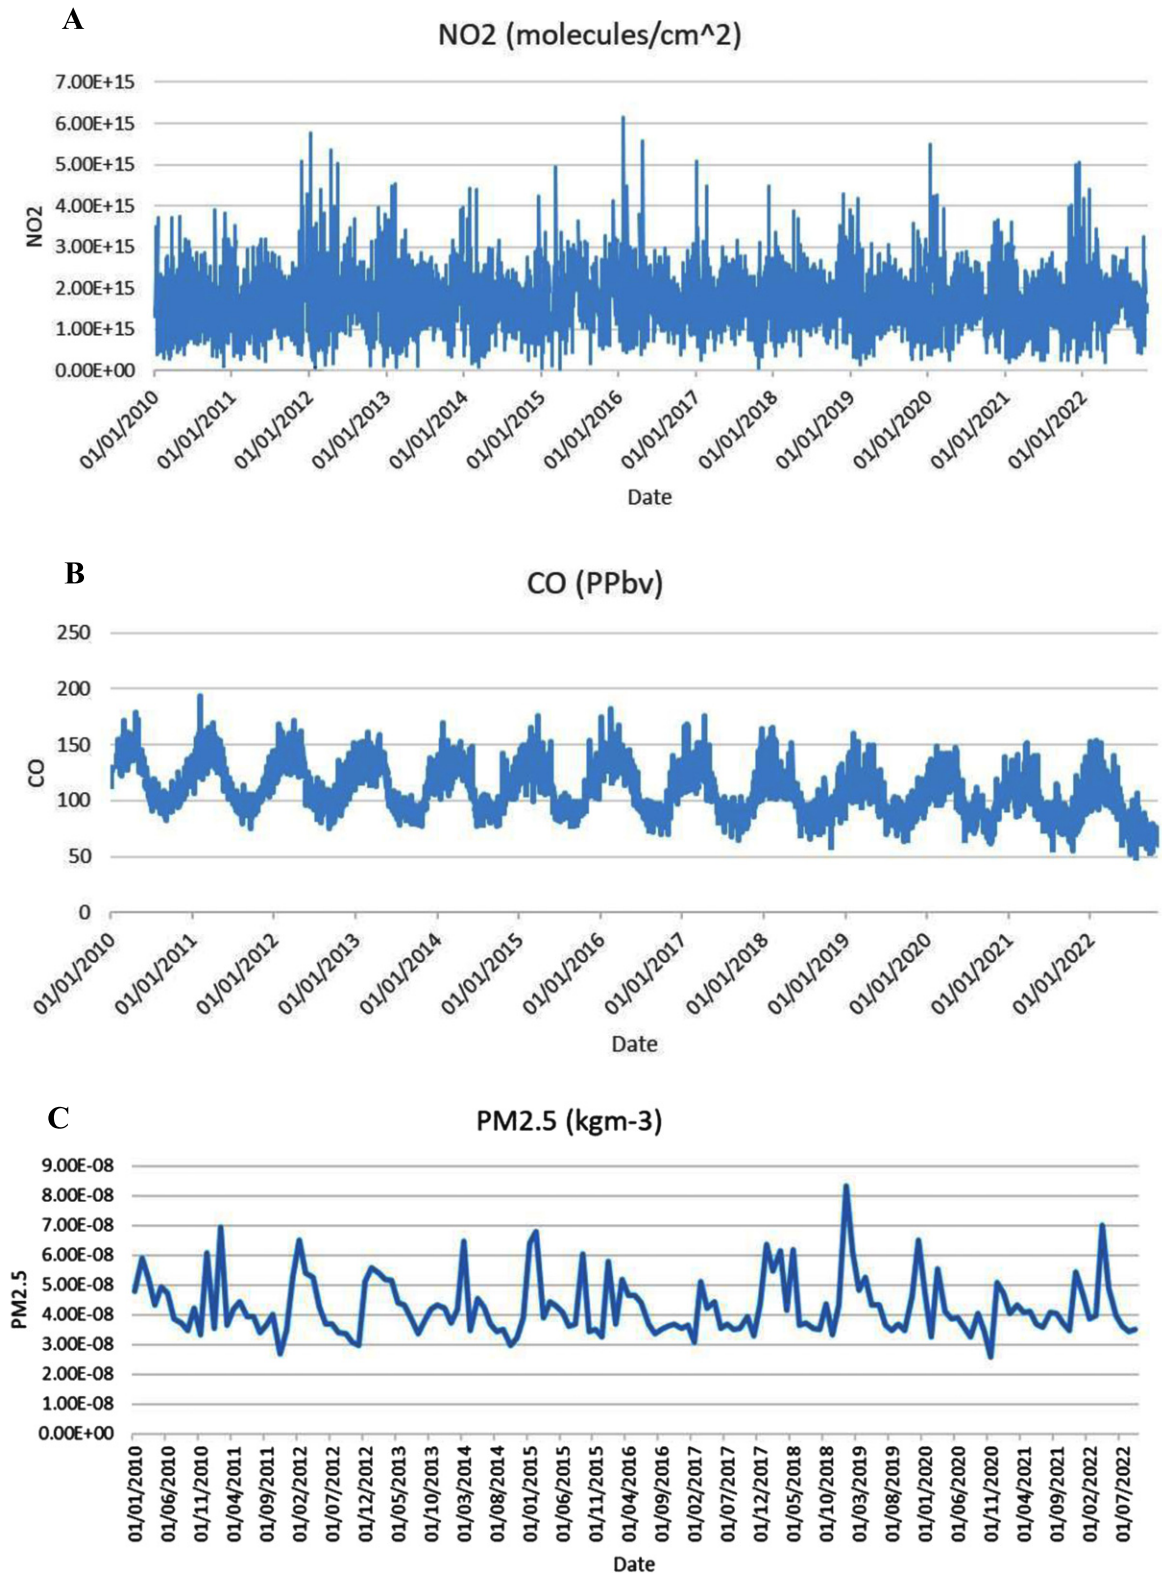 A
NO2 (molecules/cm^2)
7.00E+15
6.00E+15
5.00E+15
4.00E+15
3.00E+15
2.00E+15
1.00E+15
0.00E+00
NO2
01/01/2010
01/01/2011
01/01/2012
01/01/2013
01/01/2014
01/01/2015
01/01/2016
01/01/2017
01/01/2018
01/01/2019
01/01/2020
01/01/2021
01/01/2022
Date
B
CO (PPbv)
250
200
150
100
50
0
CO
01/01/2010
01/01/2011
01/01/2012
01/01/2013
01/01/2014
01/01/2015
01/01/2016
01/01/2017
01/01/2018
01/01/2019
01/01/2020
01/01/2021
01/01/2022
Date
C
PM2.5 (kgm-3)
9.00E-08
8.00E-08
7.00E-08
6.00E-08
5.00E-08
4.00E-08
3.00E-08
2.00E-08
1.00E-08
0.00E+00
PM2.5
01/01/2010
01/06/2010
01/11/2010
01/04/2011
01/09/2011
01/02/2012
01/07/2012
01/12/2012
01/05/2013
01/10/2013
01/03/2014
01/08/2014
01/01/2015
01/06/2015
01/11/2015
01/04/2016
01/09/2016
01/02/2017
01/07/2017
01/12/2017
01/05/2018
01/10/2018
01/03/2019
01/08/2019
01/01/2020
01/06/2020
01/11/2020
01/04/2021
01/09/2021
01/02/2022
01/07/2022
Date